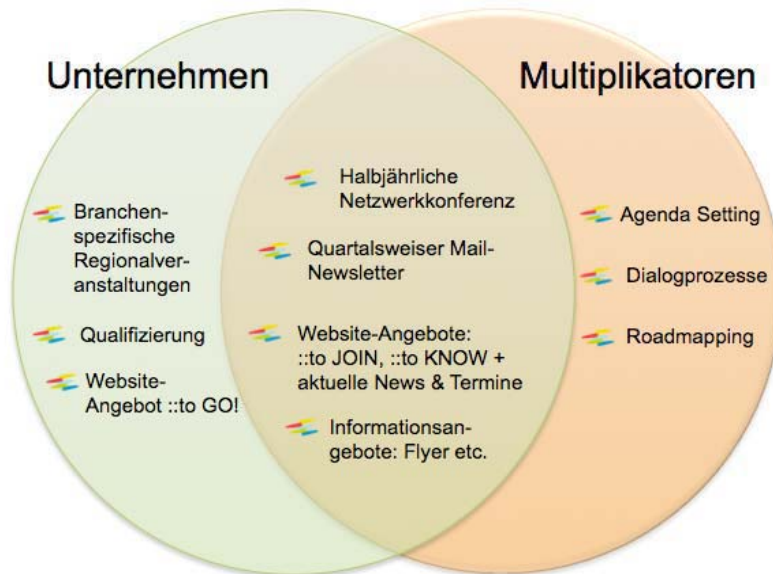 Unternehmen
Multiplikatoren
Branchen-
spezifische
Regionalver-
anstaltungen
Qualifizierung
Website-
Angebot ::to GO!
Halbjährliche
Netzwerkkonferenz
Quartalsweiser Mail-
Newsletter
Website-Angebote:
::to JOIN, ::to KNOW +
aktuelle News & Termine
Informationsan-
gebote: Flyer etc.
Agenda Setting
Dialogprozesse
Roadmapping